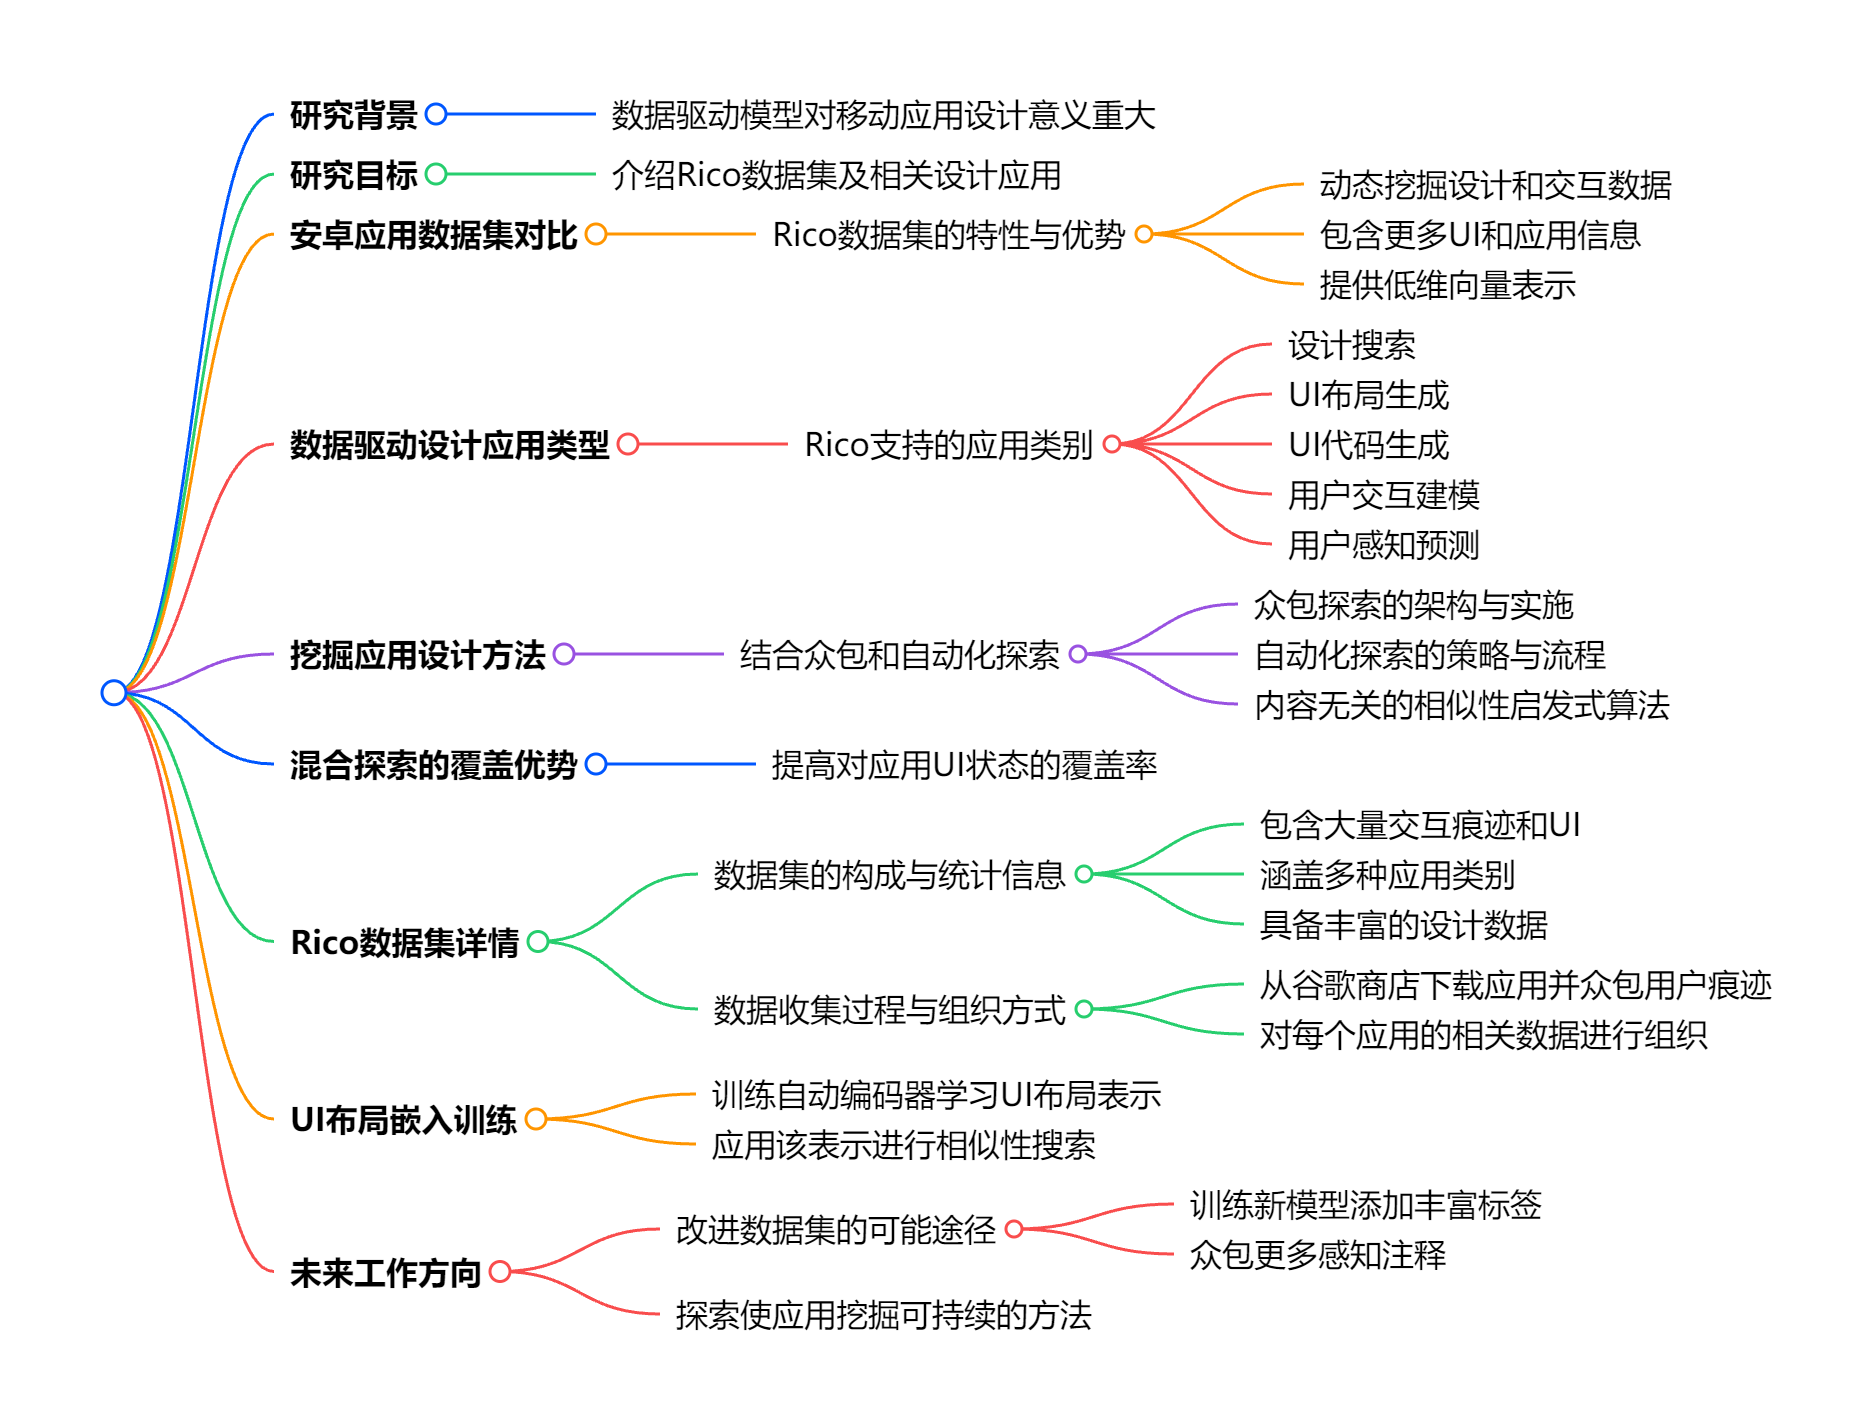 研究背景
数据驱动模型对移动应用设计意义重大
研究目标
介绍Rico数据集及相关设计应用
安卓应用数据集对比
Rico数据集的特性与优势
动态挖掘设计和交互数据
包含更多UI和应用信息
提供低维向量表示
数据驱动设计应用类型
Rico支持的应用类别
设计搜索
UI布局生成
UI代码生成
用户交互建模
用户感知预测
挖掘应用设计方法
结合众包和自动化探索
众包探索的架构与实施
自动化探索的策略与流程
内容无关的相似性启发式算法
混合探索的覆盖优势
提高对应用UI状态的覆盖率
Rico数据集详情
数据集的构成与统计信息
包含大量交互痕迹和UI
涵盖多种应用类别
具备丰富的设计数据
数据收集过程与组织方式
从谷歌商店下载应用并众包用户痕迹
对每个应用的相关数据进行组织
UI布局嵌入训练
训练自动编码器学习UI布局表示
应用该表示进行相似性搜索
未来工作方向
改进数据集的可能途径
训练新模型添加丰富标签
众包更多感知注释
探索使应用挖掘可持续的方法